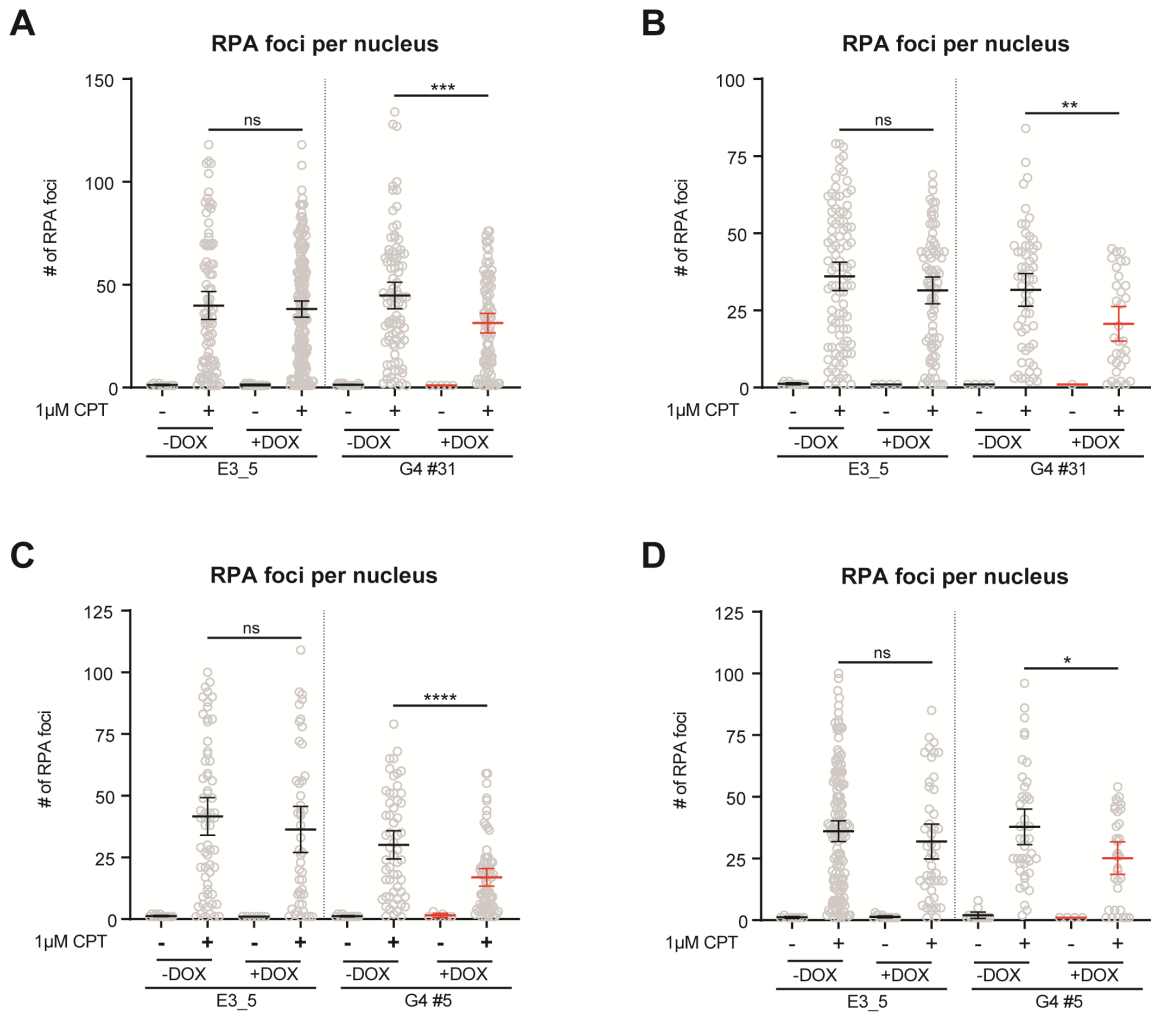 A
RPA foci per nucleus
150
100
50
0
# of RPA foci
ns
***
1µM CPT - + - + - + - +
-DOX +DOX -DOX +DOX
E3_5 G4 #31
B
RPA foci per nucleus
100
75
50
25
0
# of RPA foci
ns
**
1µM CPT - + - + - + - +
-DOX +DOX -DOX +DOX
E3_5 G4 #31
C
RPA foci per nucleus
125
100
75
50
25
0
# of RPA foci
ns
****
1µM CPT - + - + - + - +
-DOX +DOX -DOX +DOX
E3_5 G4 #5
D
RPA foci per nucleus
125
100
75
50
25
0
# of RPA foci
ns
*
1µM CPT - + - + - + - +
-DOX +DOX -DOX +DOX
E3_5 G4 #5